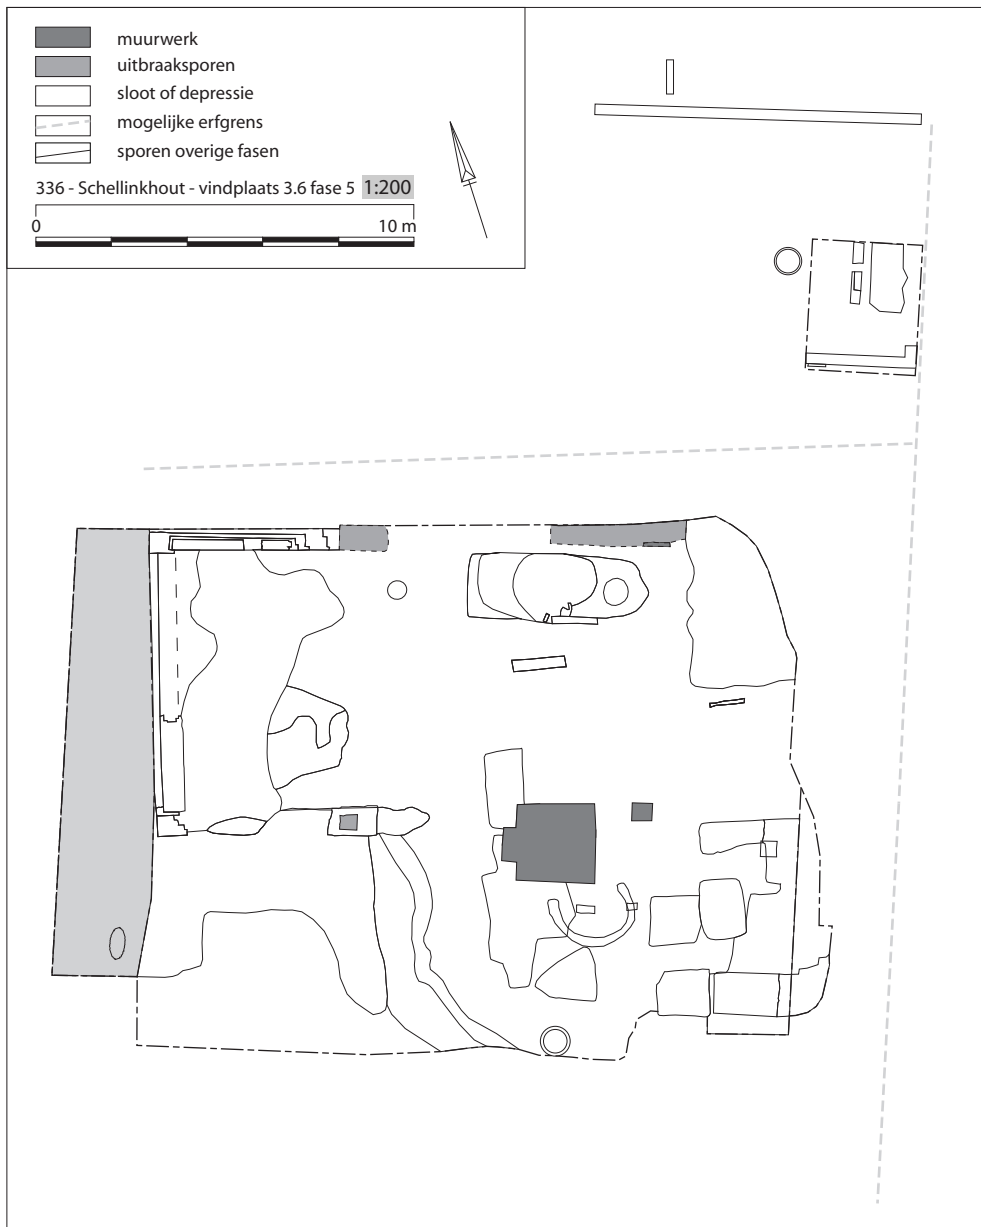 muurwerk
uitbraaksporen
sloot of depressie
mogelijke erfgrens
sporen overige fasen
336 - Schellinkhout - vindplaats 3.6 fase 5 1:200
0 10 m